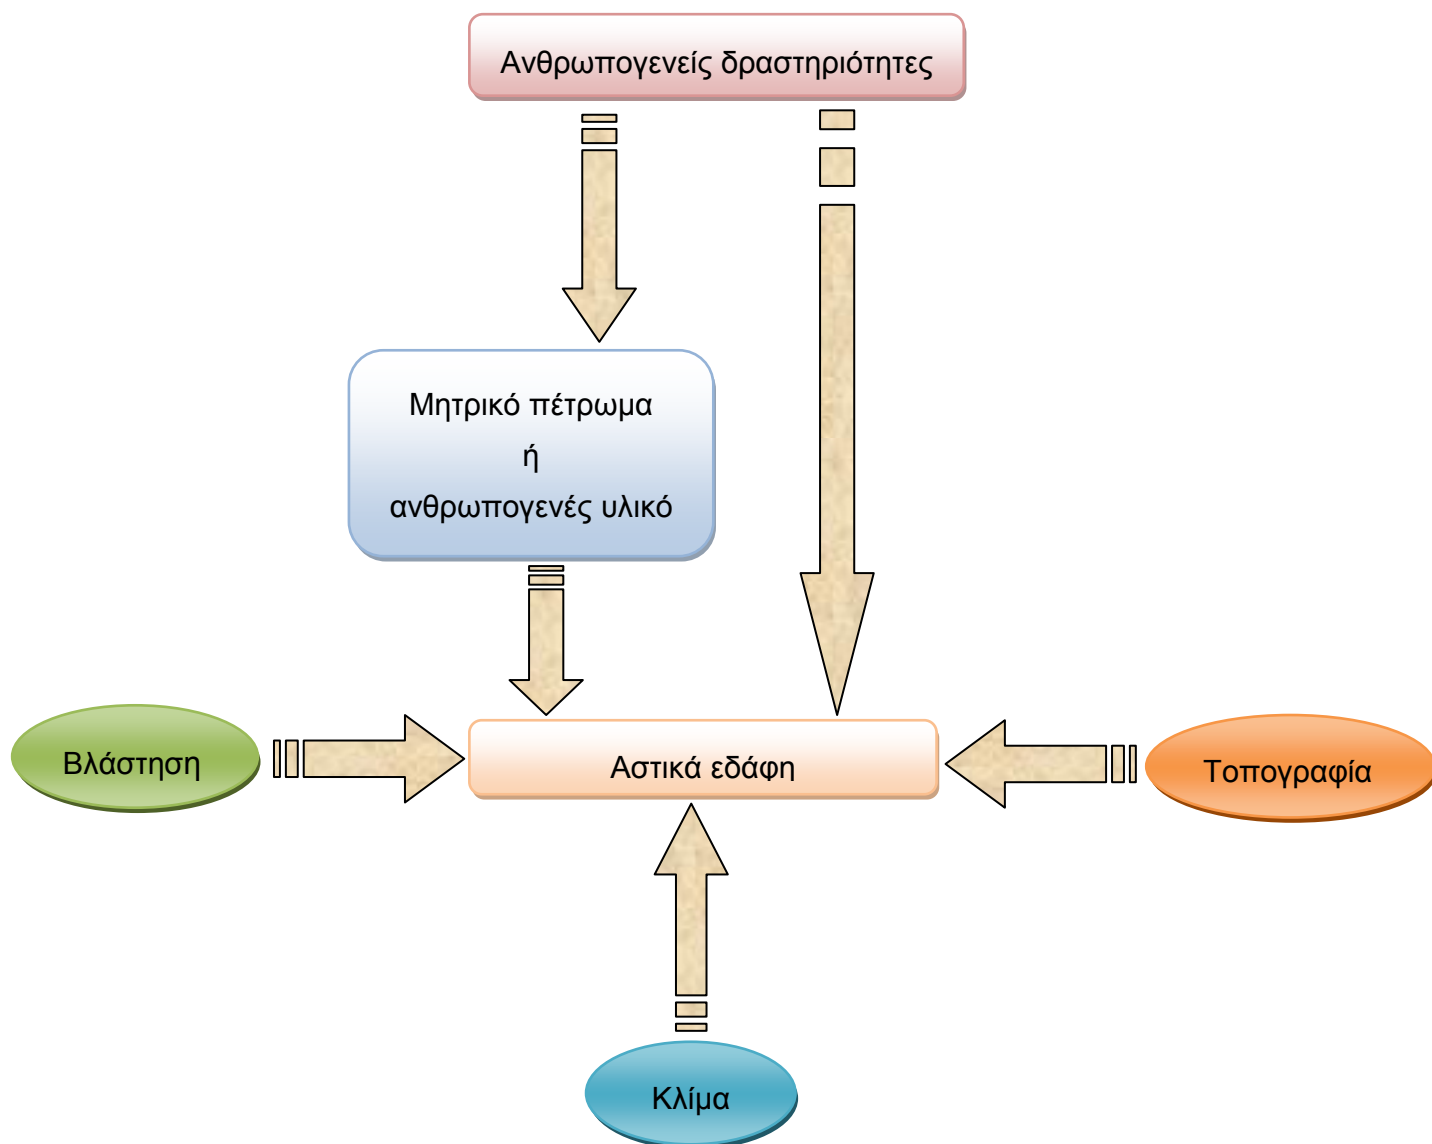 Ανθρωπογενείς δραστηριότητες
Μητρικό πέτρωμα
ή
ανθρωπογενές υλικό
Βλάστηση
Αστικά εδάφη
Τοπογραφία
Κλίμα